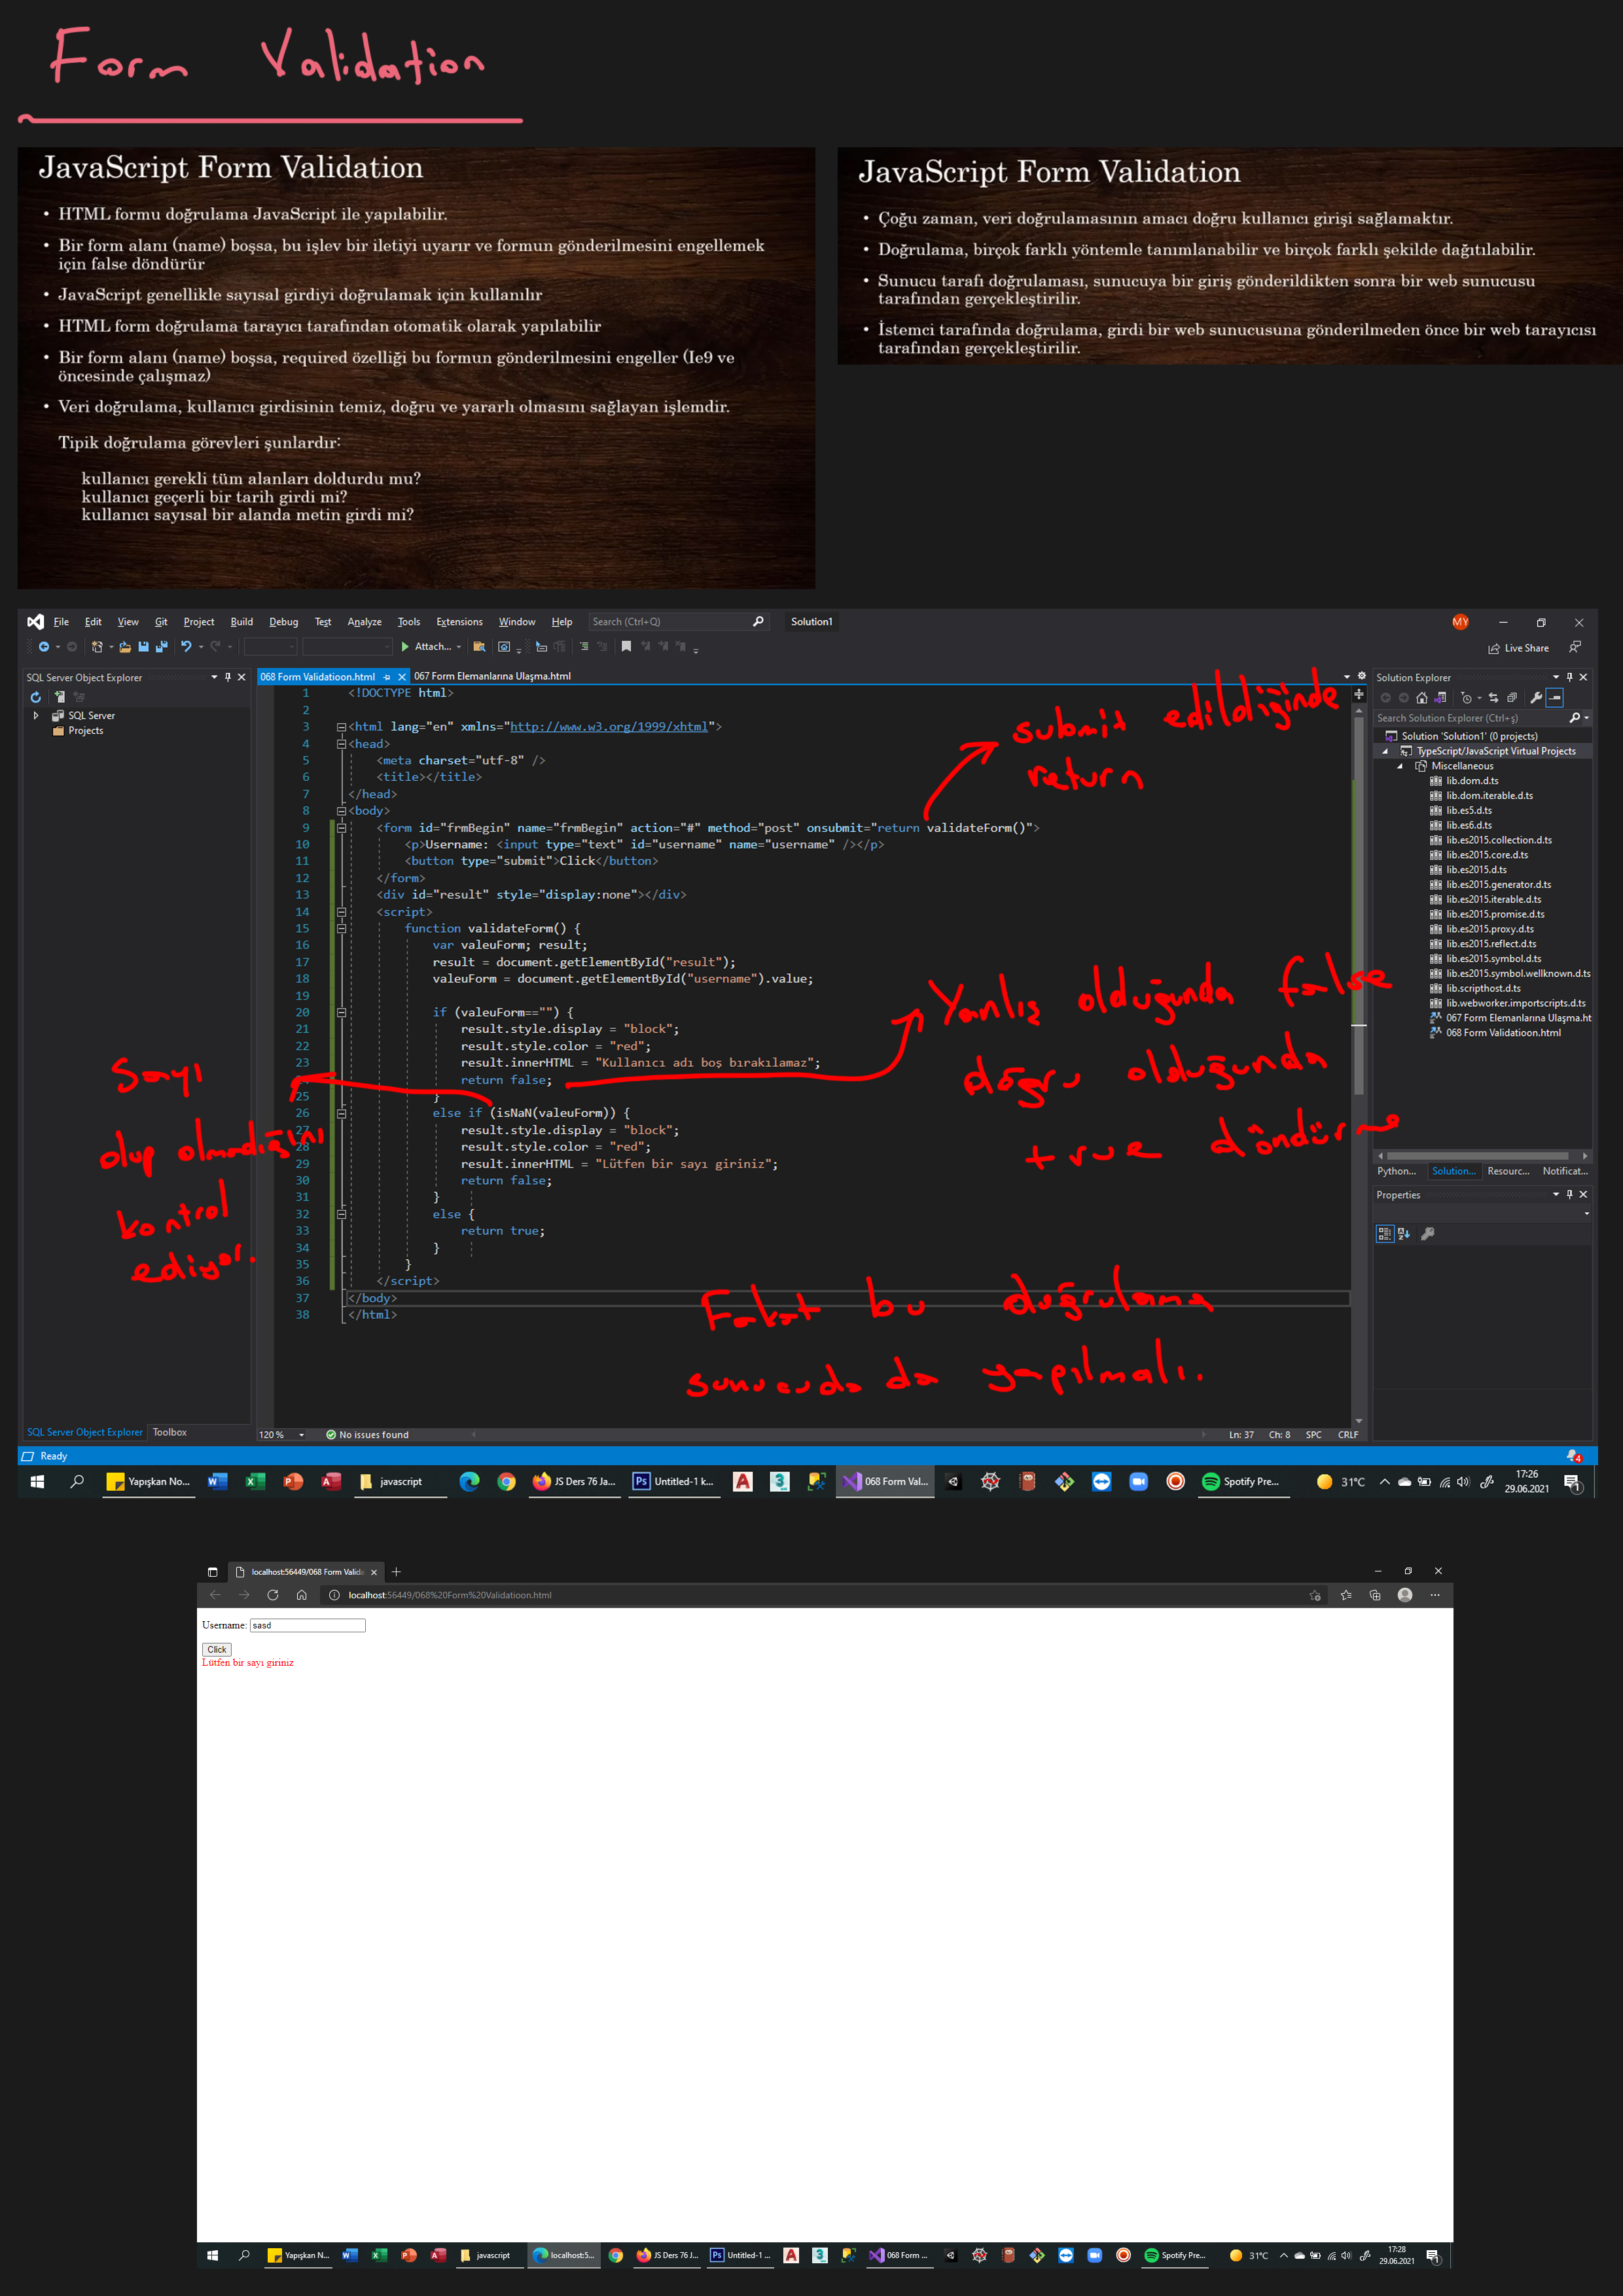 Form Validation
JavaScript Form Validation
• HTML formu doğrulama JavaScript ile yapılabilir.
• Bir form alanı (name) boşsa, bu işlev bir iletiyi uyarır ve formun gönderilmesini engellemek
için false döndürür
• JavaScript genellikle sayısal girdiyi doğrulamak için kullanılır
• HTML form doğrulama tarayıcı tarafından otomatik olarak yapılabilir
• Bir form alanı (name) boşsa, required özelliği bu formun gönderilmesini engeller (Ie9 ve
öncesinde çalışmaz)
• Veri doğrulama, kullanıcı girdisinin temiz, doğru ve yararlı olmasını sağlayan işlemdir.
Tipik doğrulama görevleri şunlardır:
kullanıcı gerekli tüm alanları doldurdu mu?
kullanıcı geçerli bir tarih girdi mi?
kullanıcı sayısal bir alanda metin girdi mi?
JavaScript Form Validation
• Çoğu zaman, veri doğrulamasının amacı doğru kullanıcı girişi sağlamaktır.
• Doğrulama, birçok farklı yöntemle tanımlanabilir ve birçok farklı şekilde dağıtılabilir.
• Sunucu tarafı doğrulaması, sunucuya bir giriş gönderildikten sonra bir web sunucusu
tarafından gerçekleştirilir.
• İstemci tarafında doğrulama, girdi bir web sunucusuna gönderilmeden önce bir web tarayıcısı
tarafından gerçekleştirilir.
File Edit View Git Project Build Debug Test Analyze Tools Extensions Window Help Search (Ctrl+Q) Solution1 MY
Attach... Live Share
SQL Server Object Explorer
SQL Server
Projects
068 Form Validatioon.html 067 Form Elemanlarına Ulaşma.html
1 <!DOCTYPE html>
2
3 <html lang="en" xmlns="http://www.w3.org/1999/xhtml">
4 <head>
5 <meta charset="utf-8" />
6 <title></title>
7 </head>
8 <body>
9 <form id="frmBegin" name="frmBegin" action="#" method="post" onsubmit="return validateForm()">
10 <p>Username: <input type="text" id="username" name="username" /></p>
11 <button type="submit">Click</button>
12 </form>
13 <div id="result" style="display:none"></div>
14 <script>
15 function validateForm() {
16 var valeuForm; result;
17 result = document.getElementById("result");
18 valeuForm = document.getElementById("username").value;
19
20 if (valeuForm=="") {
21 result.style.display = "block";
22 result.style.color = "red";
23 result.innerHTML = "Kullanıcı adı boş bırakılamaz";
24 return false;
25 }
26 else if (isNaN(valeuForm)) {
27 result.style.display = "block";
28 result.style.color = "red";
29 result.innerHTML = "Lütfen bir sayı giriniz";
30 return false;
31 }
32 else {
33 return true;
34 }
35 }
36 </script>
37 </body>
38 </html>
submit edildiğinde
return
Yanlış olduğunda false
doğru olduğunda
true döndürme
Sayı
olup olmadığını
kontrol
ediyor.
Fakat bu doğrulama
sunucuda da yapılmalı.
Solution Explorer
Search Solution Explorer (Ctrl+ş)
Solution 'Solution1' (0 projects)
TypeScript/JavaScript Virtual Projects
Miscellaneous
lib.dom.d.ts
lib.dom.iterable.d.ts
lib.es5.d.ts
lib.es6.d.ts
lib.es2015.collection.d.ts
lib.es2015.core.d.ts
lib.es2015.d.ts
lib.es2015.generator.d.ts
lib.es2015.iterable.d.ts
lib.es2015.promise.d.ts
lib.es2015.proxy.d.ts
lib.es2015.reflect.d.ts
lib.es2015.symbol.d.ts
lib.es2015.symbol.wellknown.d.ts
lib.scripthost.d.ts
lib.webworker.importscripts.d.ts
067 Form Elemanlarına Ulaşma.ht
068 Form Validatioon.html
Python... Solution... Resourc... Notificat...
Properties
SQL Server Object Explorer Toolbox
120 % No issues found Ln: 37 Ch: 8 SPC CRLF
Ready 4
Yapışkan No... javascript JS Ders 76 Ja... Untitled-1 k... 068 Form Val... Spotify Pre... 31°C 17:26
29.06.2021
localhost:56449/068 Form Valida
localhost:56449/068%20Form%20Validatioon.html
Username: sasd
Click
Lütfen bir sayı giriniz
Yapışkan N... javascript localhost:5... JS Ders 76 J... Untitled-1 ... 068 Form ... Spotify Pre... 31°C 17:28
29.06.2021